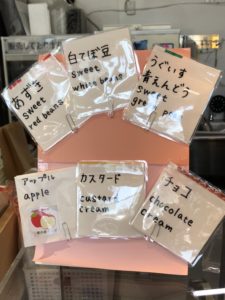 あずき
sweet
red beans
白てぼ豆
sweet
white beans
うぐいす
青えんどう
sweet
アップル
apple
カスタード
custard
cream
チョコ
chocolate
cream